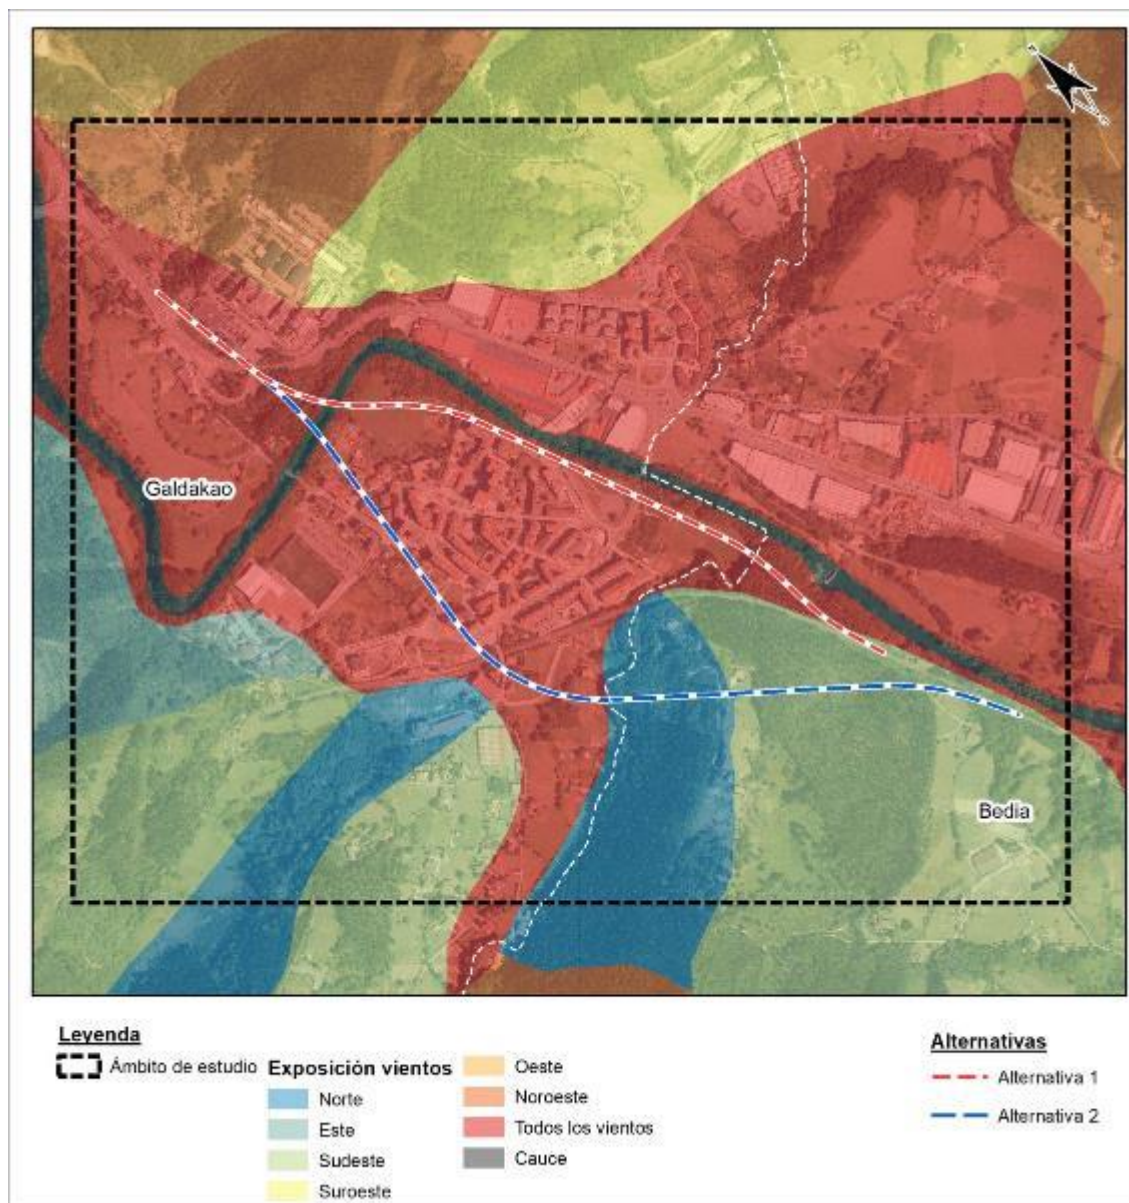 Galdakao
Bedia
Leyenda
Ámbito de estudio
Exposición vientos
Norte
Este
Sudeste
Suroeste
Oeste
Noroeste
Todos los vientos
Cauce
Alternativas
Alternativa 1
Alternativa 2